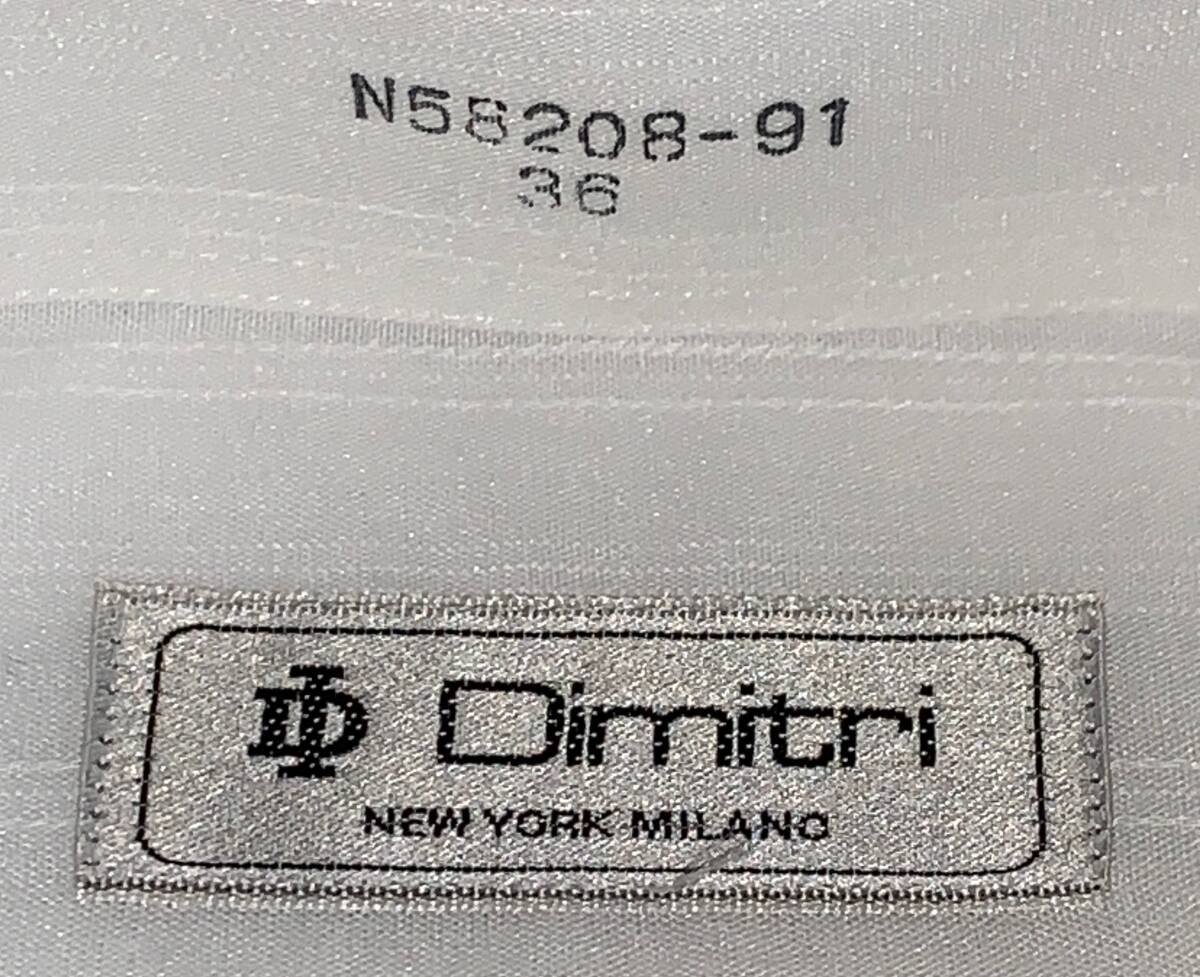 N58208-91
36
Dimitri
NEW YORK MILANO